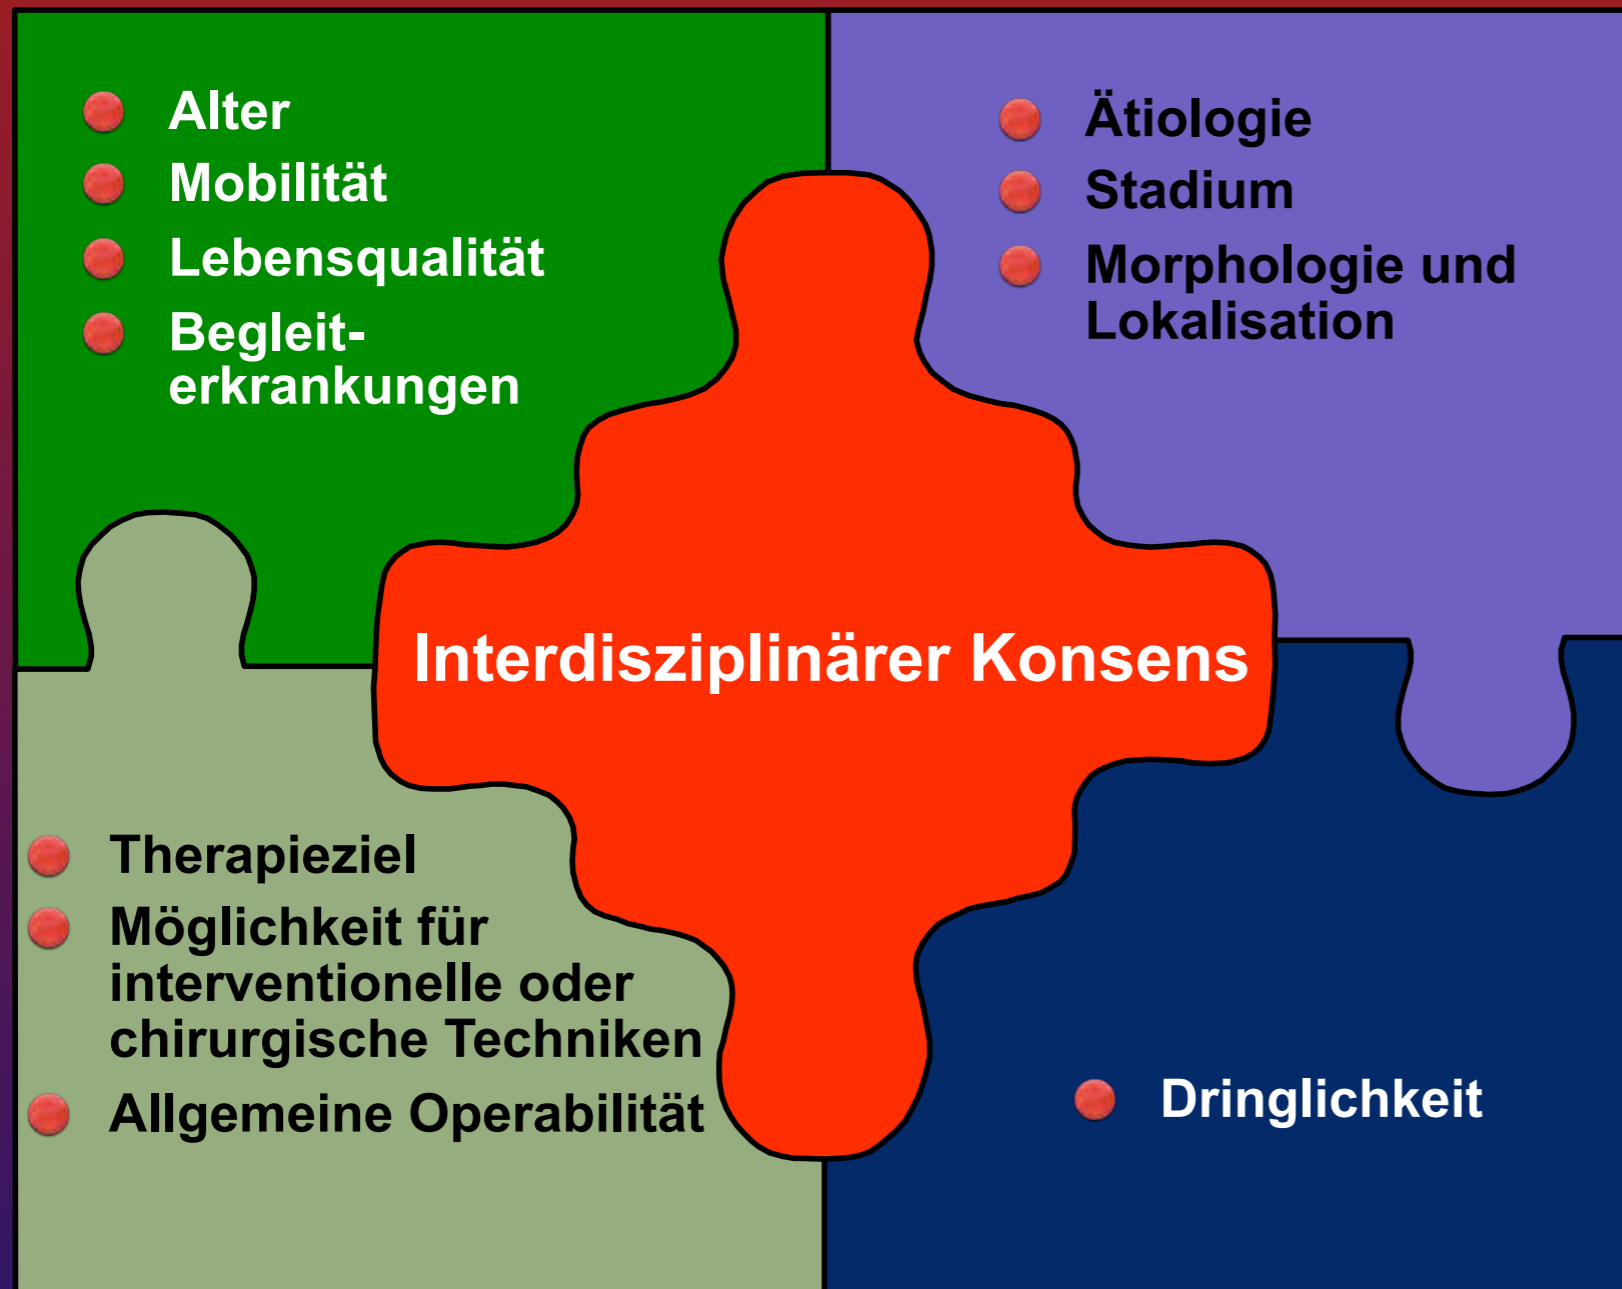 Alter
Mobilität
Lebensqualität
Begleit-
erkrankungen
Ätiologie
Stadium
Morphologie und
Lokalisation
Interdisziplinärer Konsens
Therapieziel
Möglichkeit für
interventionelle oder
chirurgische Techniken
Allgemeine Operabilität
Dringlichkeit